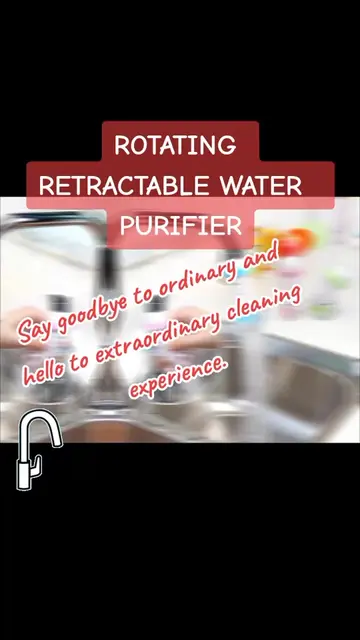 ROTATING
RETRACTABLE WATER
PURIFIER
Say goodbye to ordinary and
hello to extraordinary cleaning
experience.